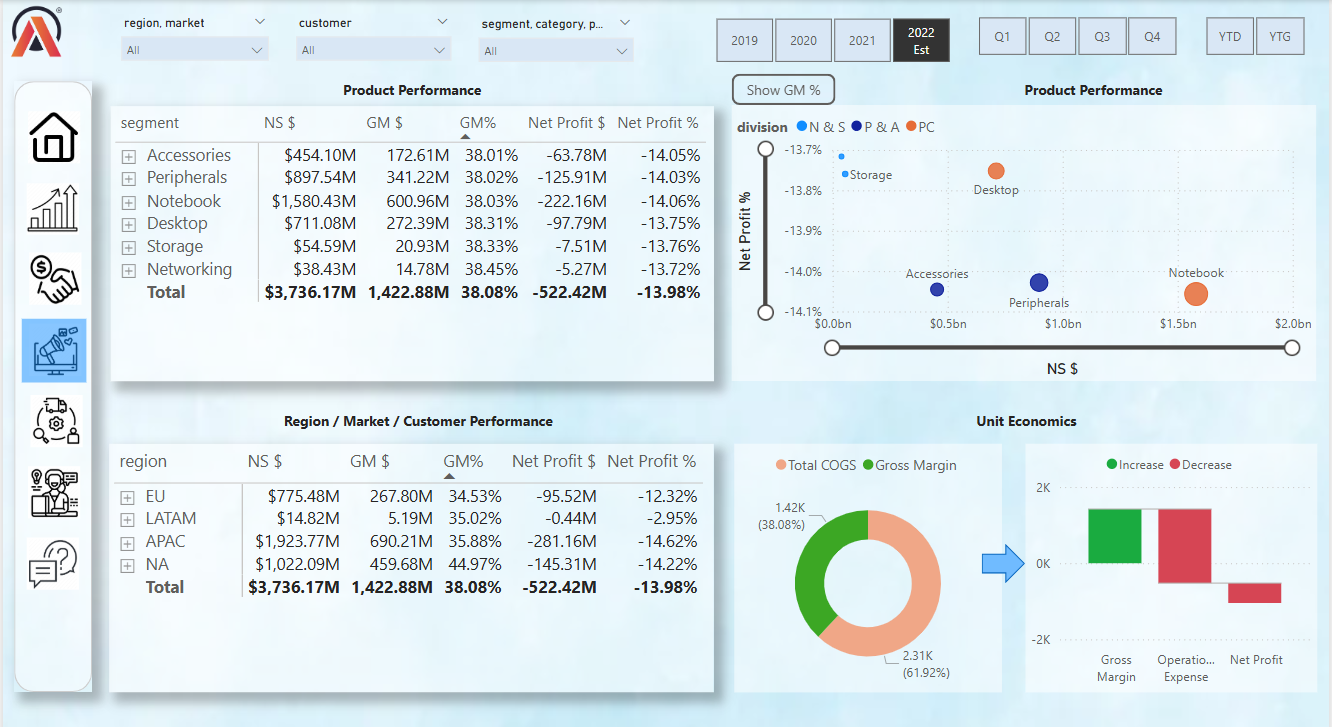 region, market
customer
segment, category, p...
All
All
All
2019
2020
2021
2022
Est
Q1
Q2
Q3
Q4
YTD
YTG
Product Performance
segment NS $ GM $ GM% Net Profit $ Net Profit %
Accessories $454.10M 172.61M 38.01% -63.78M -14.05%
Peripherals $897.54M 341.22M 38.02% -125.91M -14.03%
Notebook $1,580.43M 600.96M 38.03% -222.16M -14.06%
Desktop $711.08M 272.39M 38.31% -97.79M -13.75%
Storage $54.59M 20.93M 38.33% -7.51M -13.76%
Networking $38.43M 14.78M 38.45% -5.27M -13.72%
Total $3,736.17M 1,422.88M 38.08% -522.42M -13.98%
Show GM %
Product Performance
division N & S P & A PC
Net Profit %
-13.7%
-13.8%
-13.9%
-14.0%
-14.1%
Storage
Desktop
Accessories
Peripherals
Notebook
$0.0bn $0.5bn $1.0bn $1.5bn $2.0bn
NS $
Region / Market / Customer Performance
region NS $ GM $ GM% Net Profit $ Net Profit %
EU $775.48M 267.80M 34.53% -95.52M -12.32%
LATAM $14.82M 5.19M 35.02% -0.44M -2.95%
APAC $1,923.77M 690.21M 35.88% -281.16M -14.62%
NA $1,022.09M 459.68M 44.97% -145.31M -14.22%
Total $3,736.17M 1,422.88M 38.08% -522.42M -13.98%
Unit Economics
Total COGS Gross Margin
1.42K
(38.08%)
2.31K
(61.92%)
Increase Decrease
2K
0K
-2K
Gross
Margin
Operatio...
Expense
Net Profit